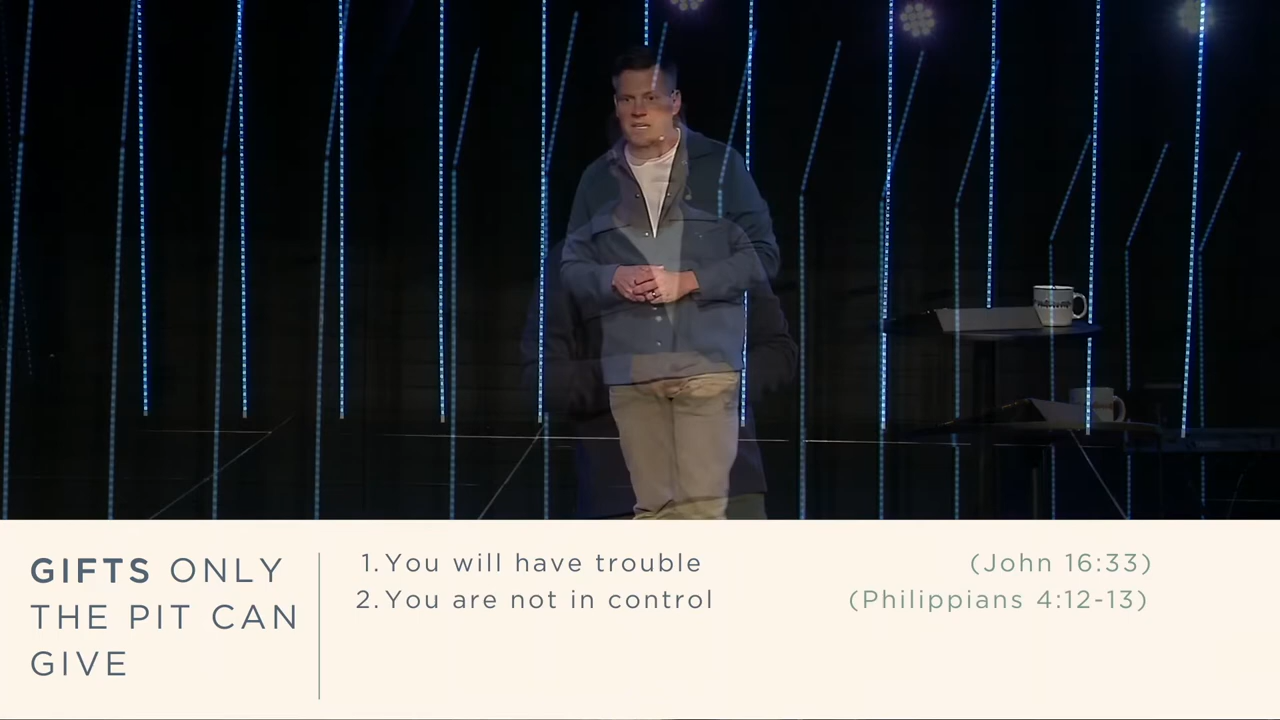 GIFTS ONLY
THE PIT CAN
GIVE
1. You will have trouble (John 16:33)
2. You are not in control (Philippians 4:12-13)